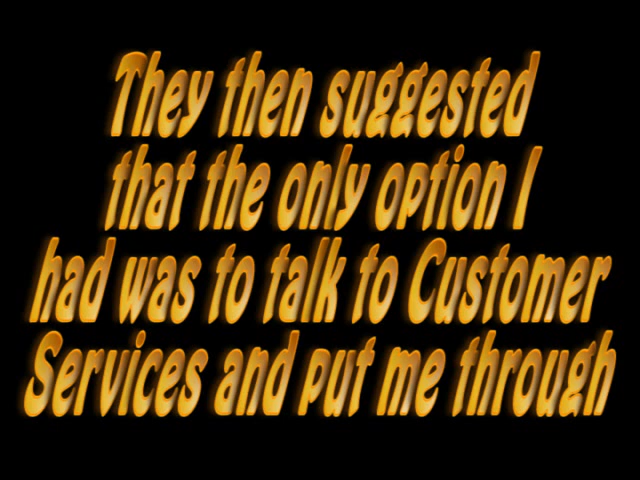 They then suggested
that the only option I
had was to talk to Customer
Services and put me through